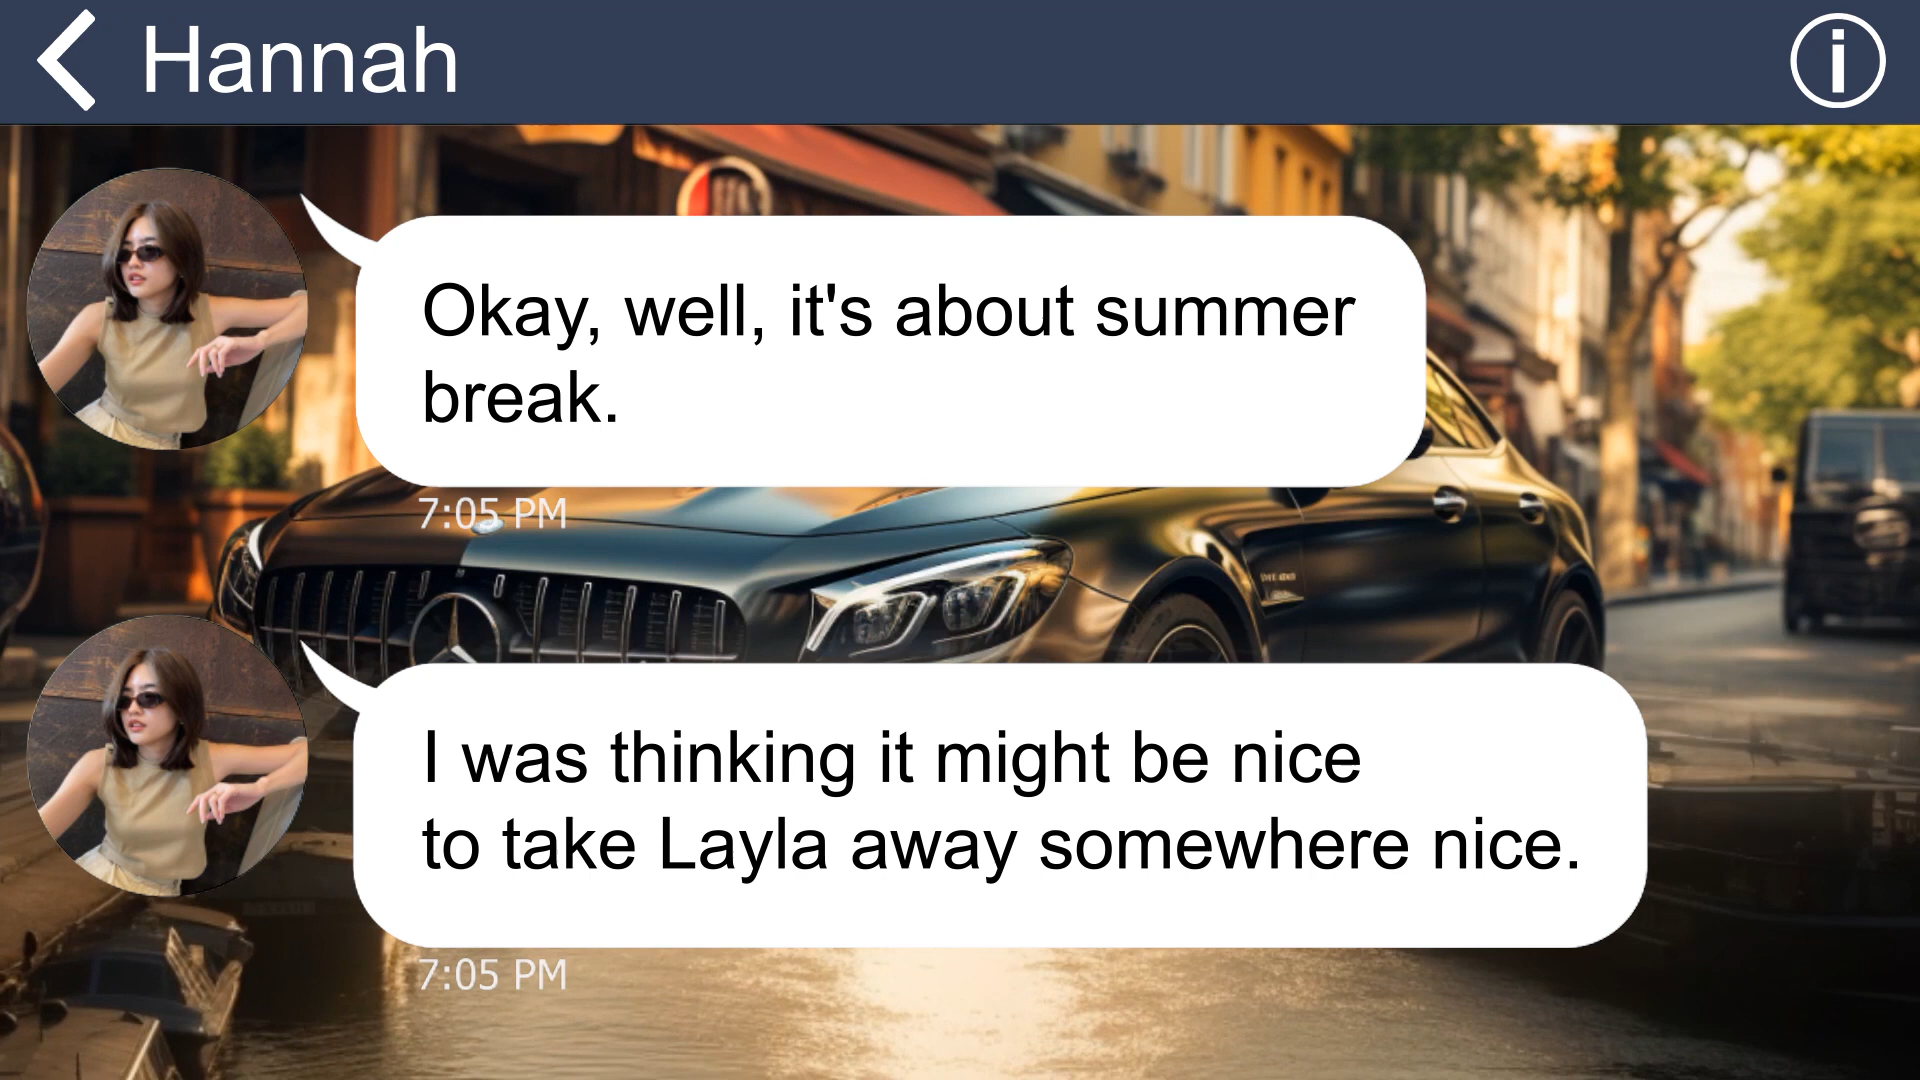 Hannah
Okay, well, it's about summer
break.
7:05 PM
I was thinking it might be nice
to take Layla away somewhere nice.
7:05 PM